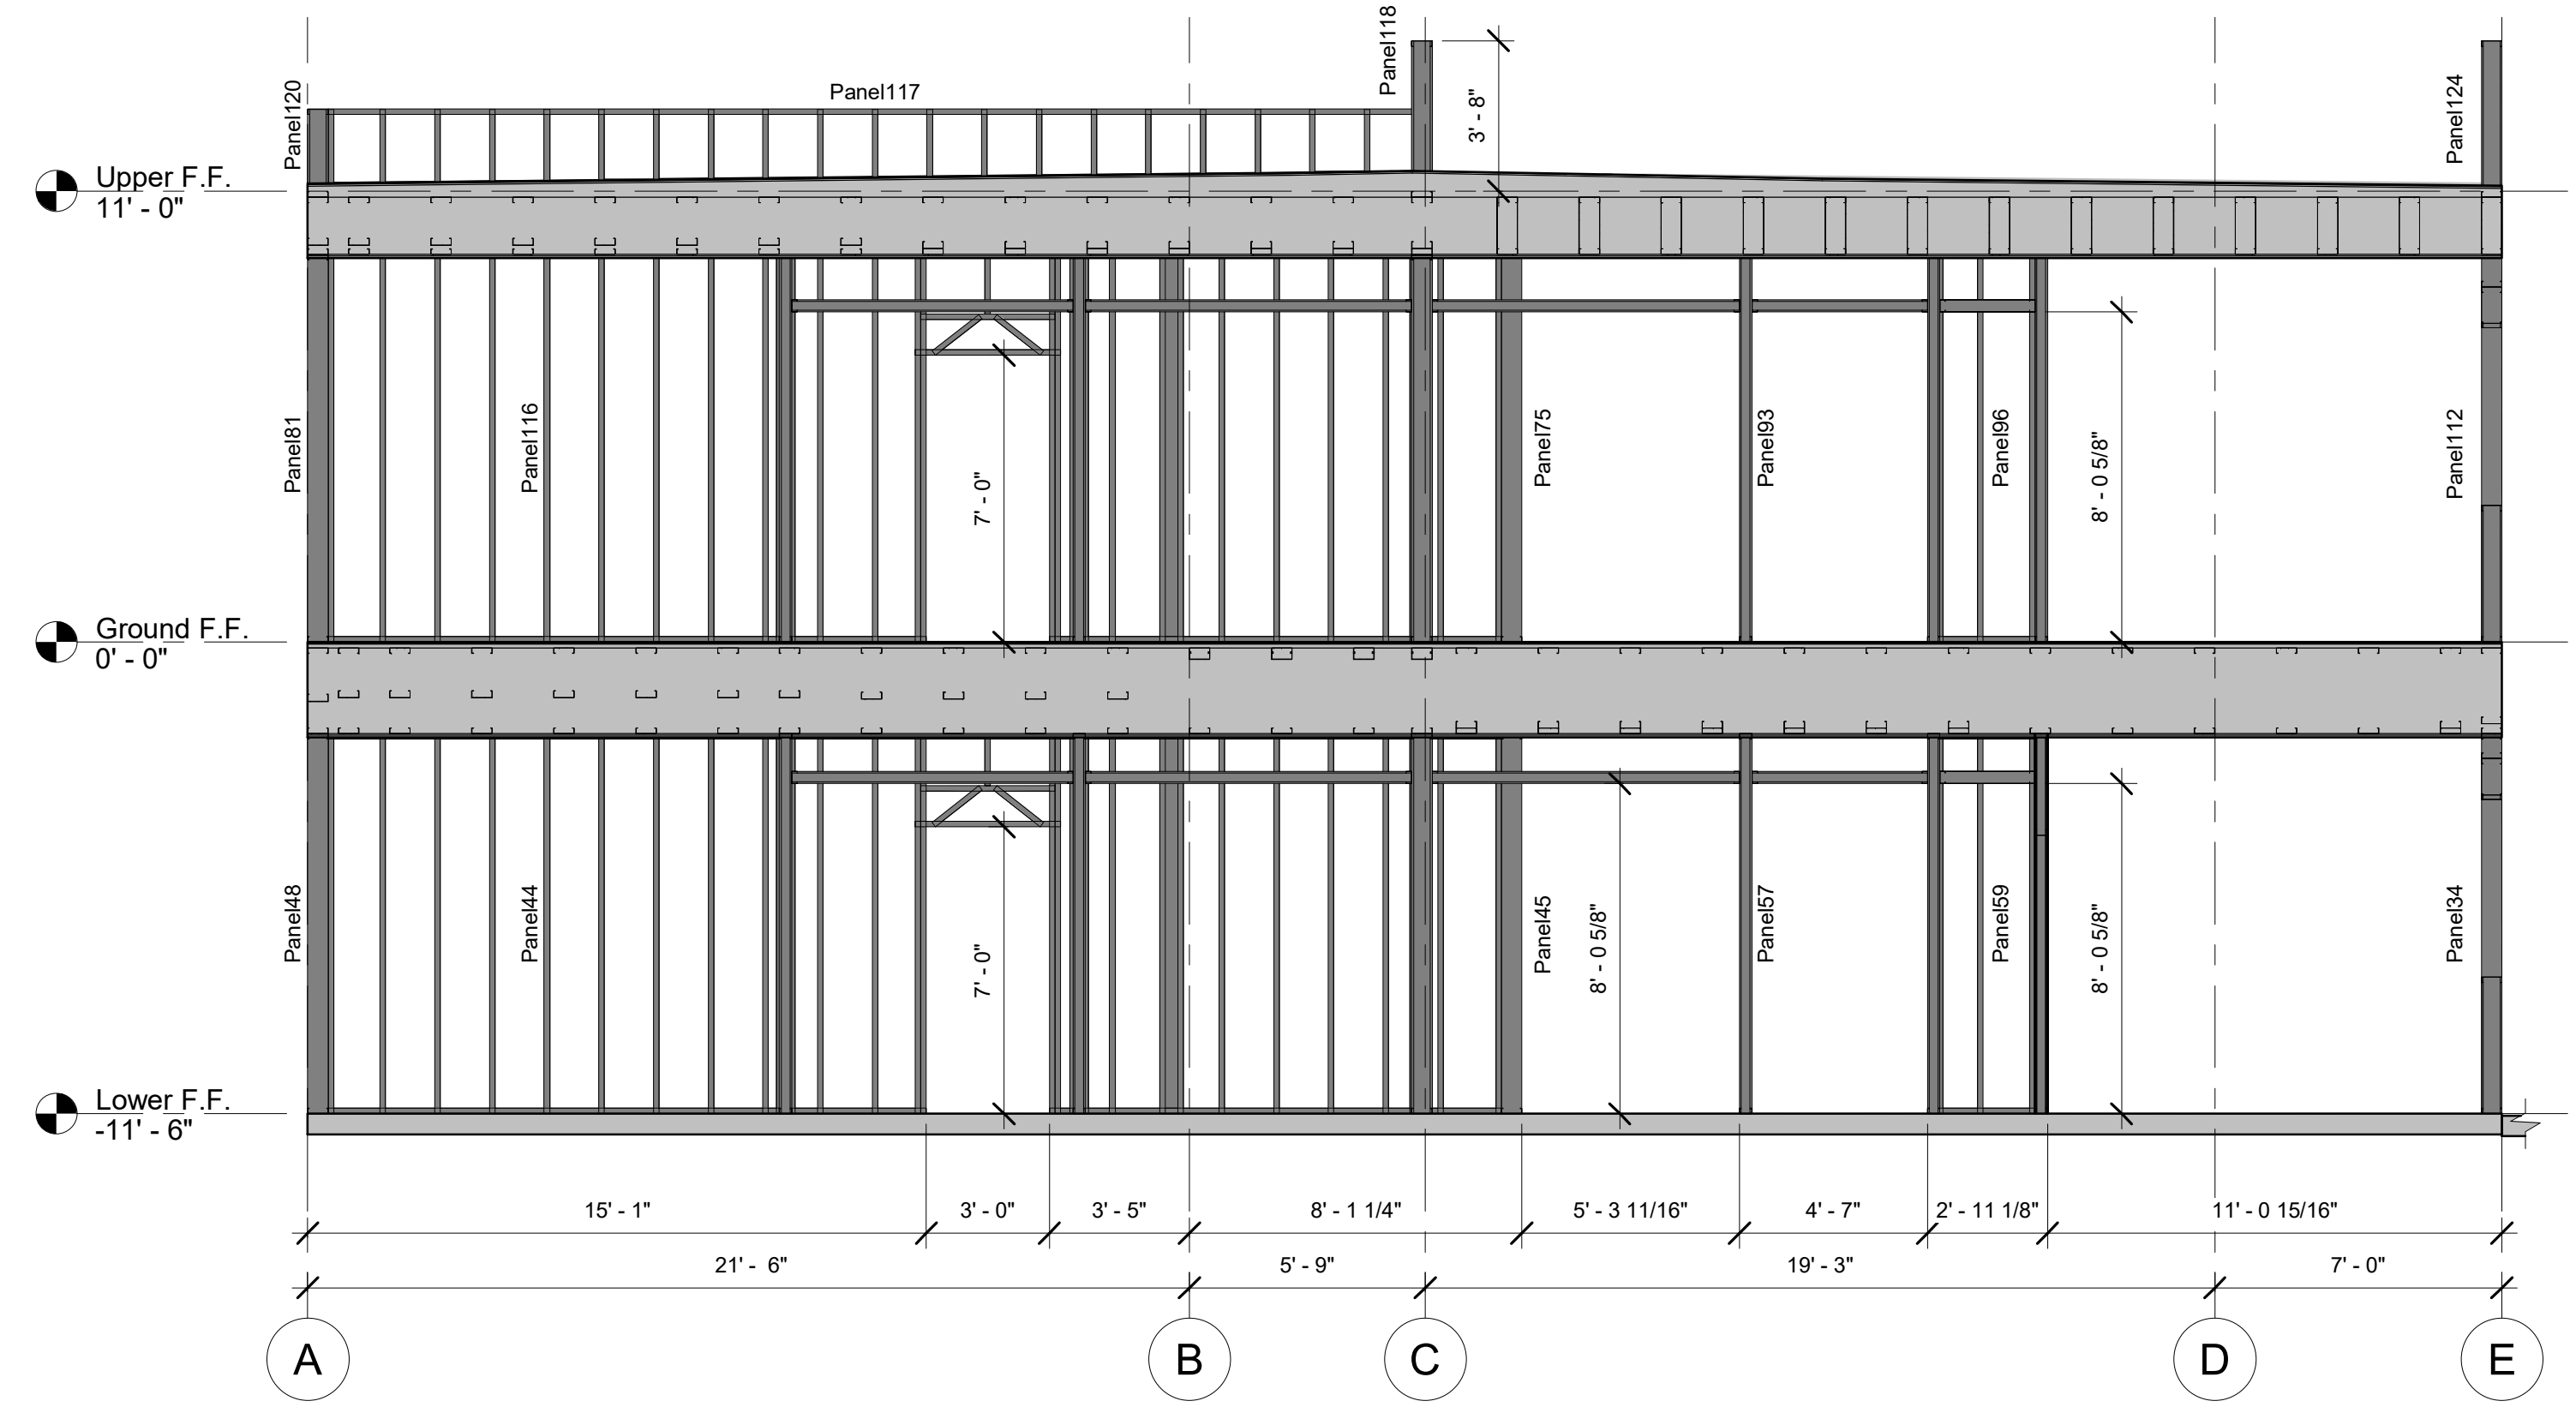 Panel118
Panel120
Panel117
3' - 8"
Panel124
Upper F.F.
11' - 0"
Panel81
Panel116
7' - 0"
Panel75
Panel93
Panel96
8' - 0 5/8"
Panel112
Ground F.F.
0' - 0"
Panel48
Panel44
7' - 0"
Panel45
8' - 0 5/8"
Panel57
Panel59
8' - 0 5/8"
Panel34
Lower F.F.
-11' - 6"
15' - 1"
3' - 0"
3' - 5"
8' - 1 1/4"
5' - 3 11/16"
4' - 7"
2' - 11 1/8"
11' - 0 15/16"
21' - 6"
5' - 9"
19' - 3"
7' - 0"
A
B
C
D
E